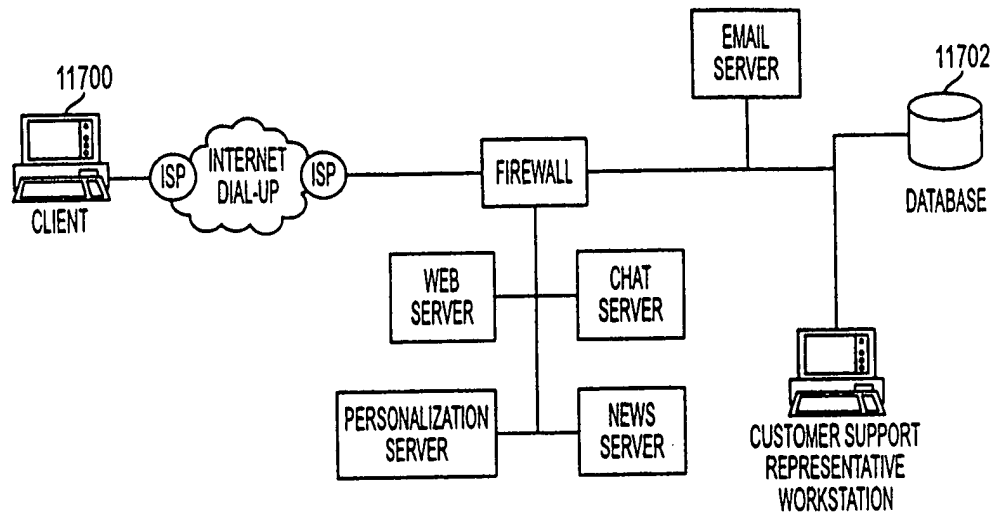 EMAIL
SERVER
11702
11700
INTERNET
DIAL-UP
ISP
ISP
FIREWALL
CLIENT
DATABASE
WEB
SERVER
CHAT
SERVER
PERSONALIZATION
SERVER
NEWS
SERVER
CUSTOMER SUPPORT
REPRESENTATIVE
WORKSTATION